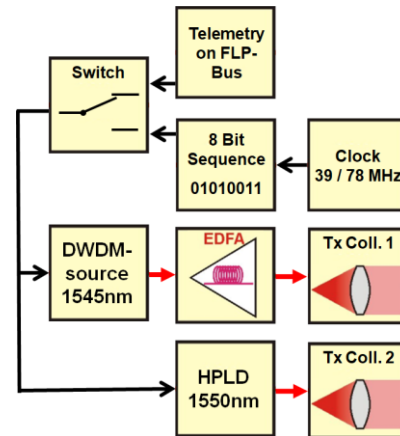 Telemetry
on FLP-
Bus
Switch
8 Bit
Sequence
01010011
Clock
39 / 78 MHz
DWDM-
source
1545nm
EDFA
Tx Coll. 1
HPLD
1550nm
Tx Coll. 2